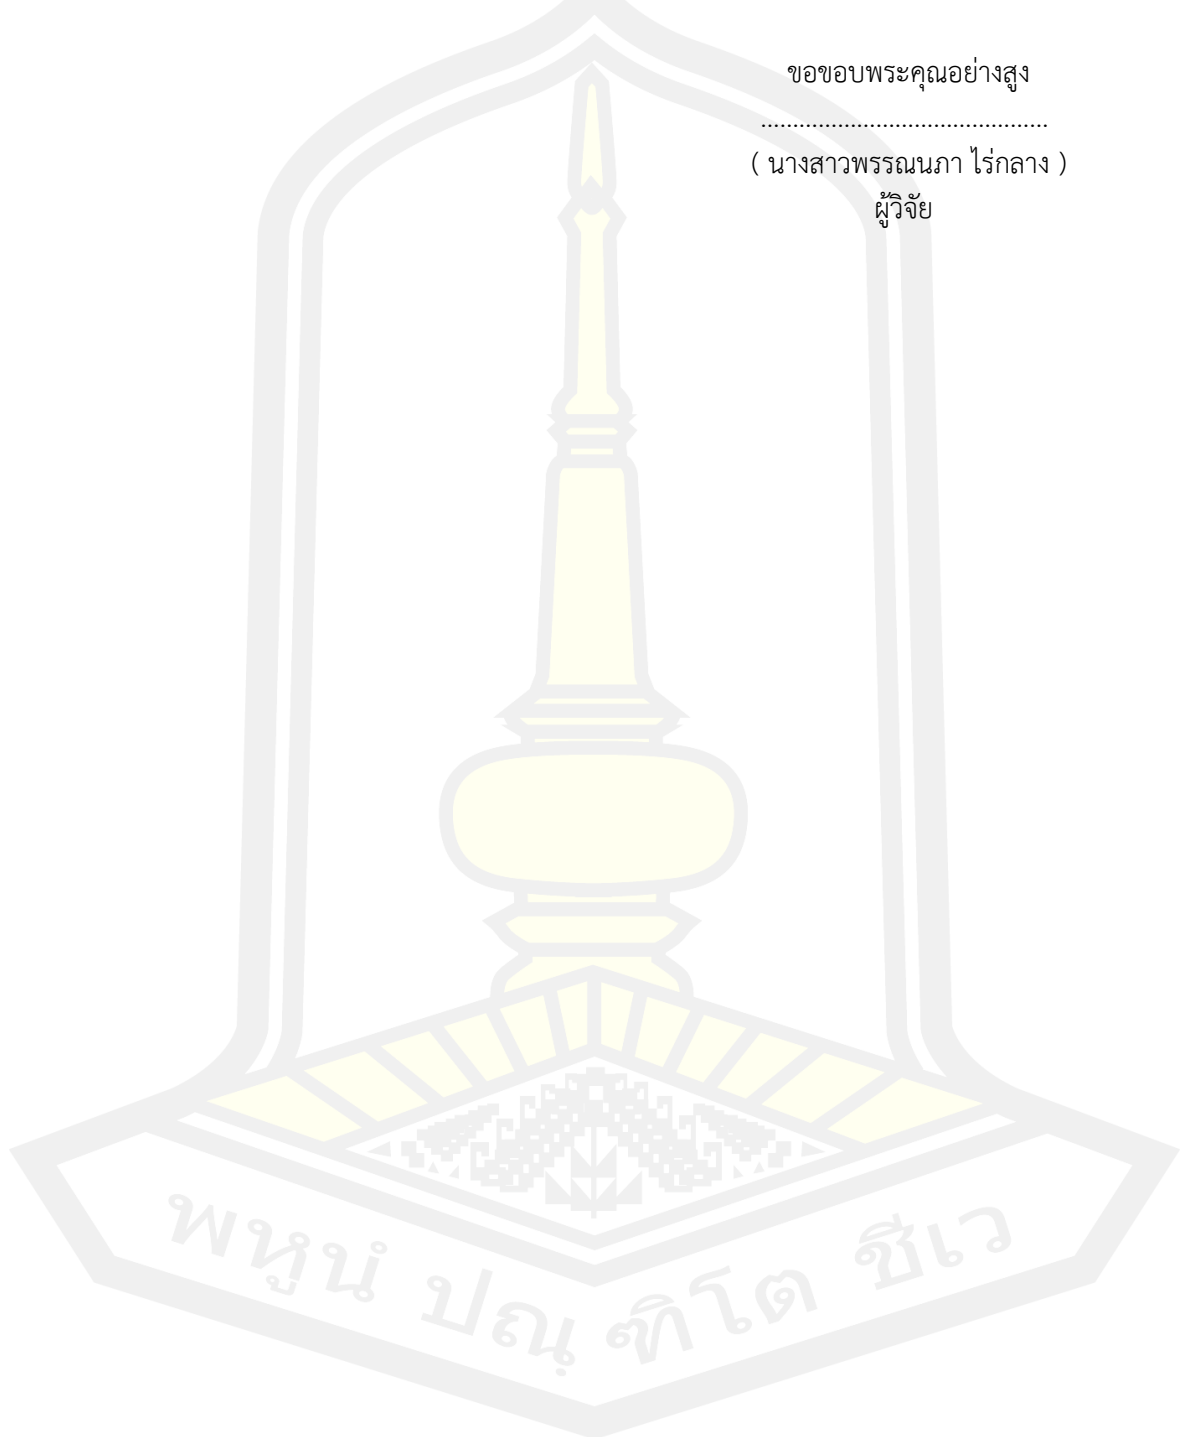 ขอขอบพระคุณอย่างสูง
.............................................
( นางสาวพรรณนภา ไร่กลาง )
ผู้วิจัย
พหูนํ ปณฺฑิโต ชีเว